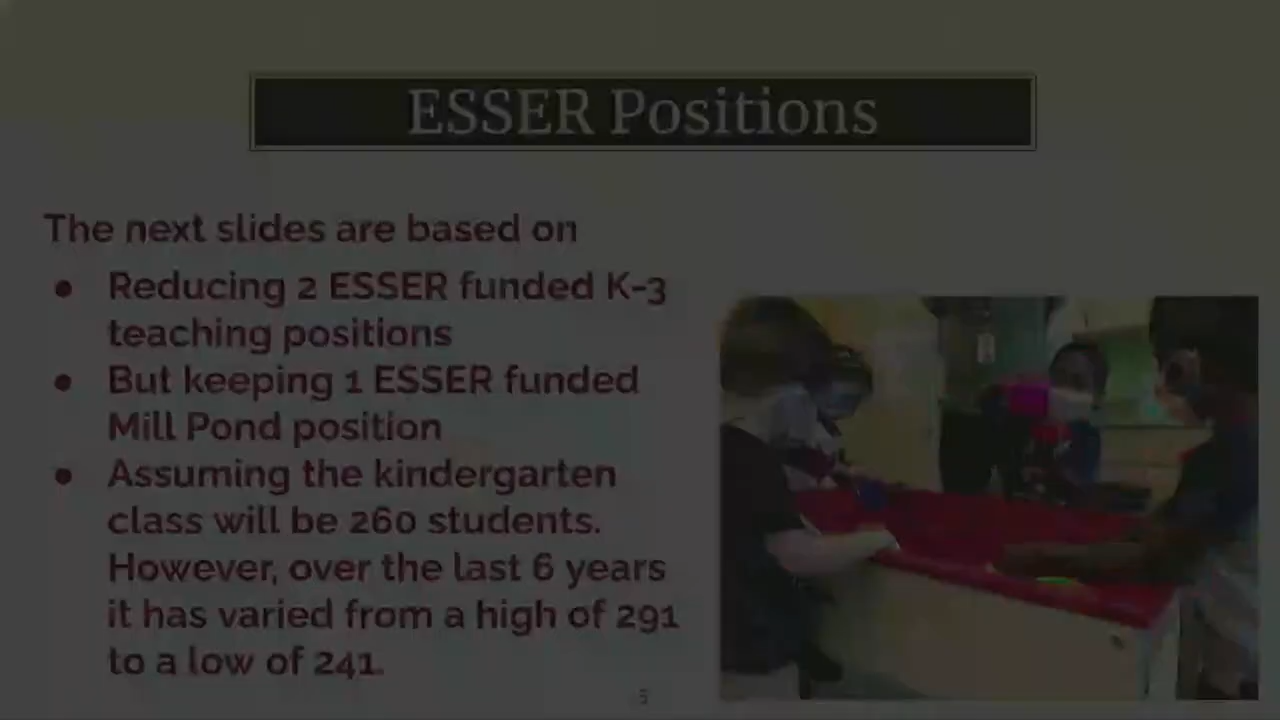 ESSER Positions
The next slides are based on
● Reducing 2 ESSER funded K-3
teaching positions
● But keeping 1 ESSER funded
Mill Pond position
● Assuming the kindergarten
class will be 260 students.
However, over the last 6 years
it has varied from a high of 291
to a low of 241.
5